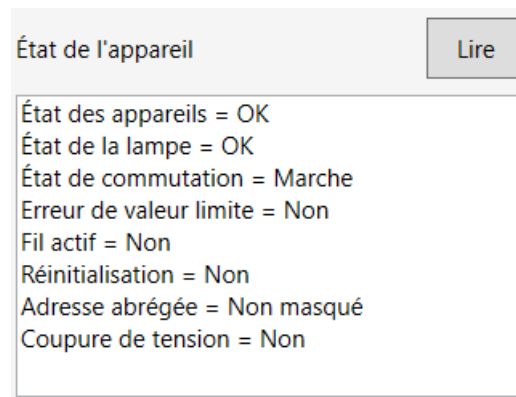 État de l'appareil
Lire
État des appareils = OK
État de la lampe = OK
État de commutation = Marche
Erreur de valeur limite = Non
Fil actif = Non
Réinitialisation = Non
Adresse abrégée = Non masqué
Coupure de tension = Non